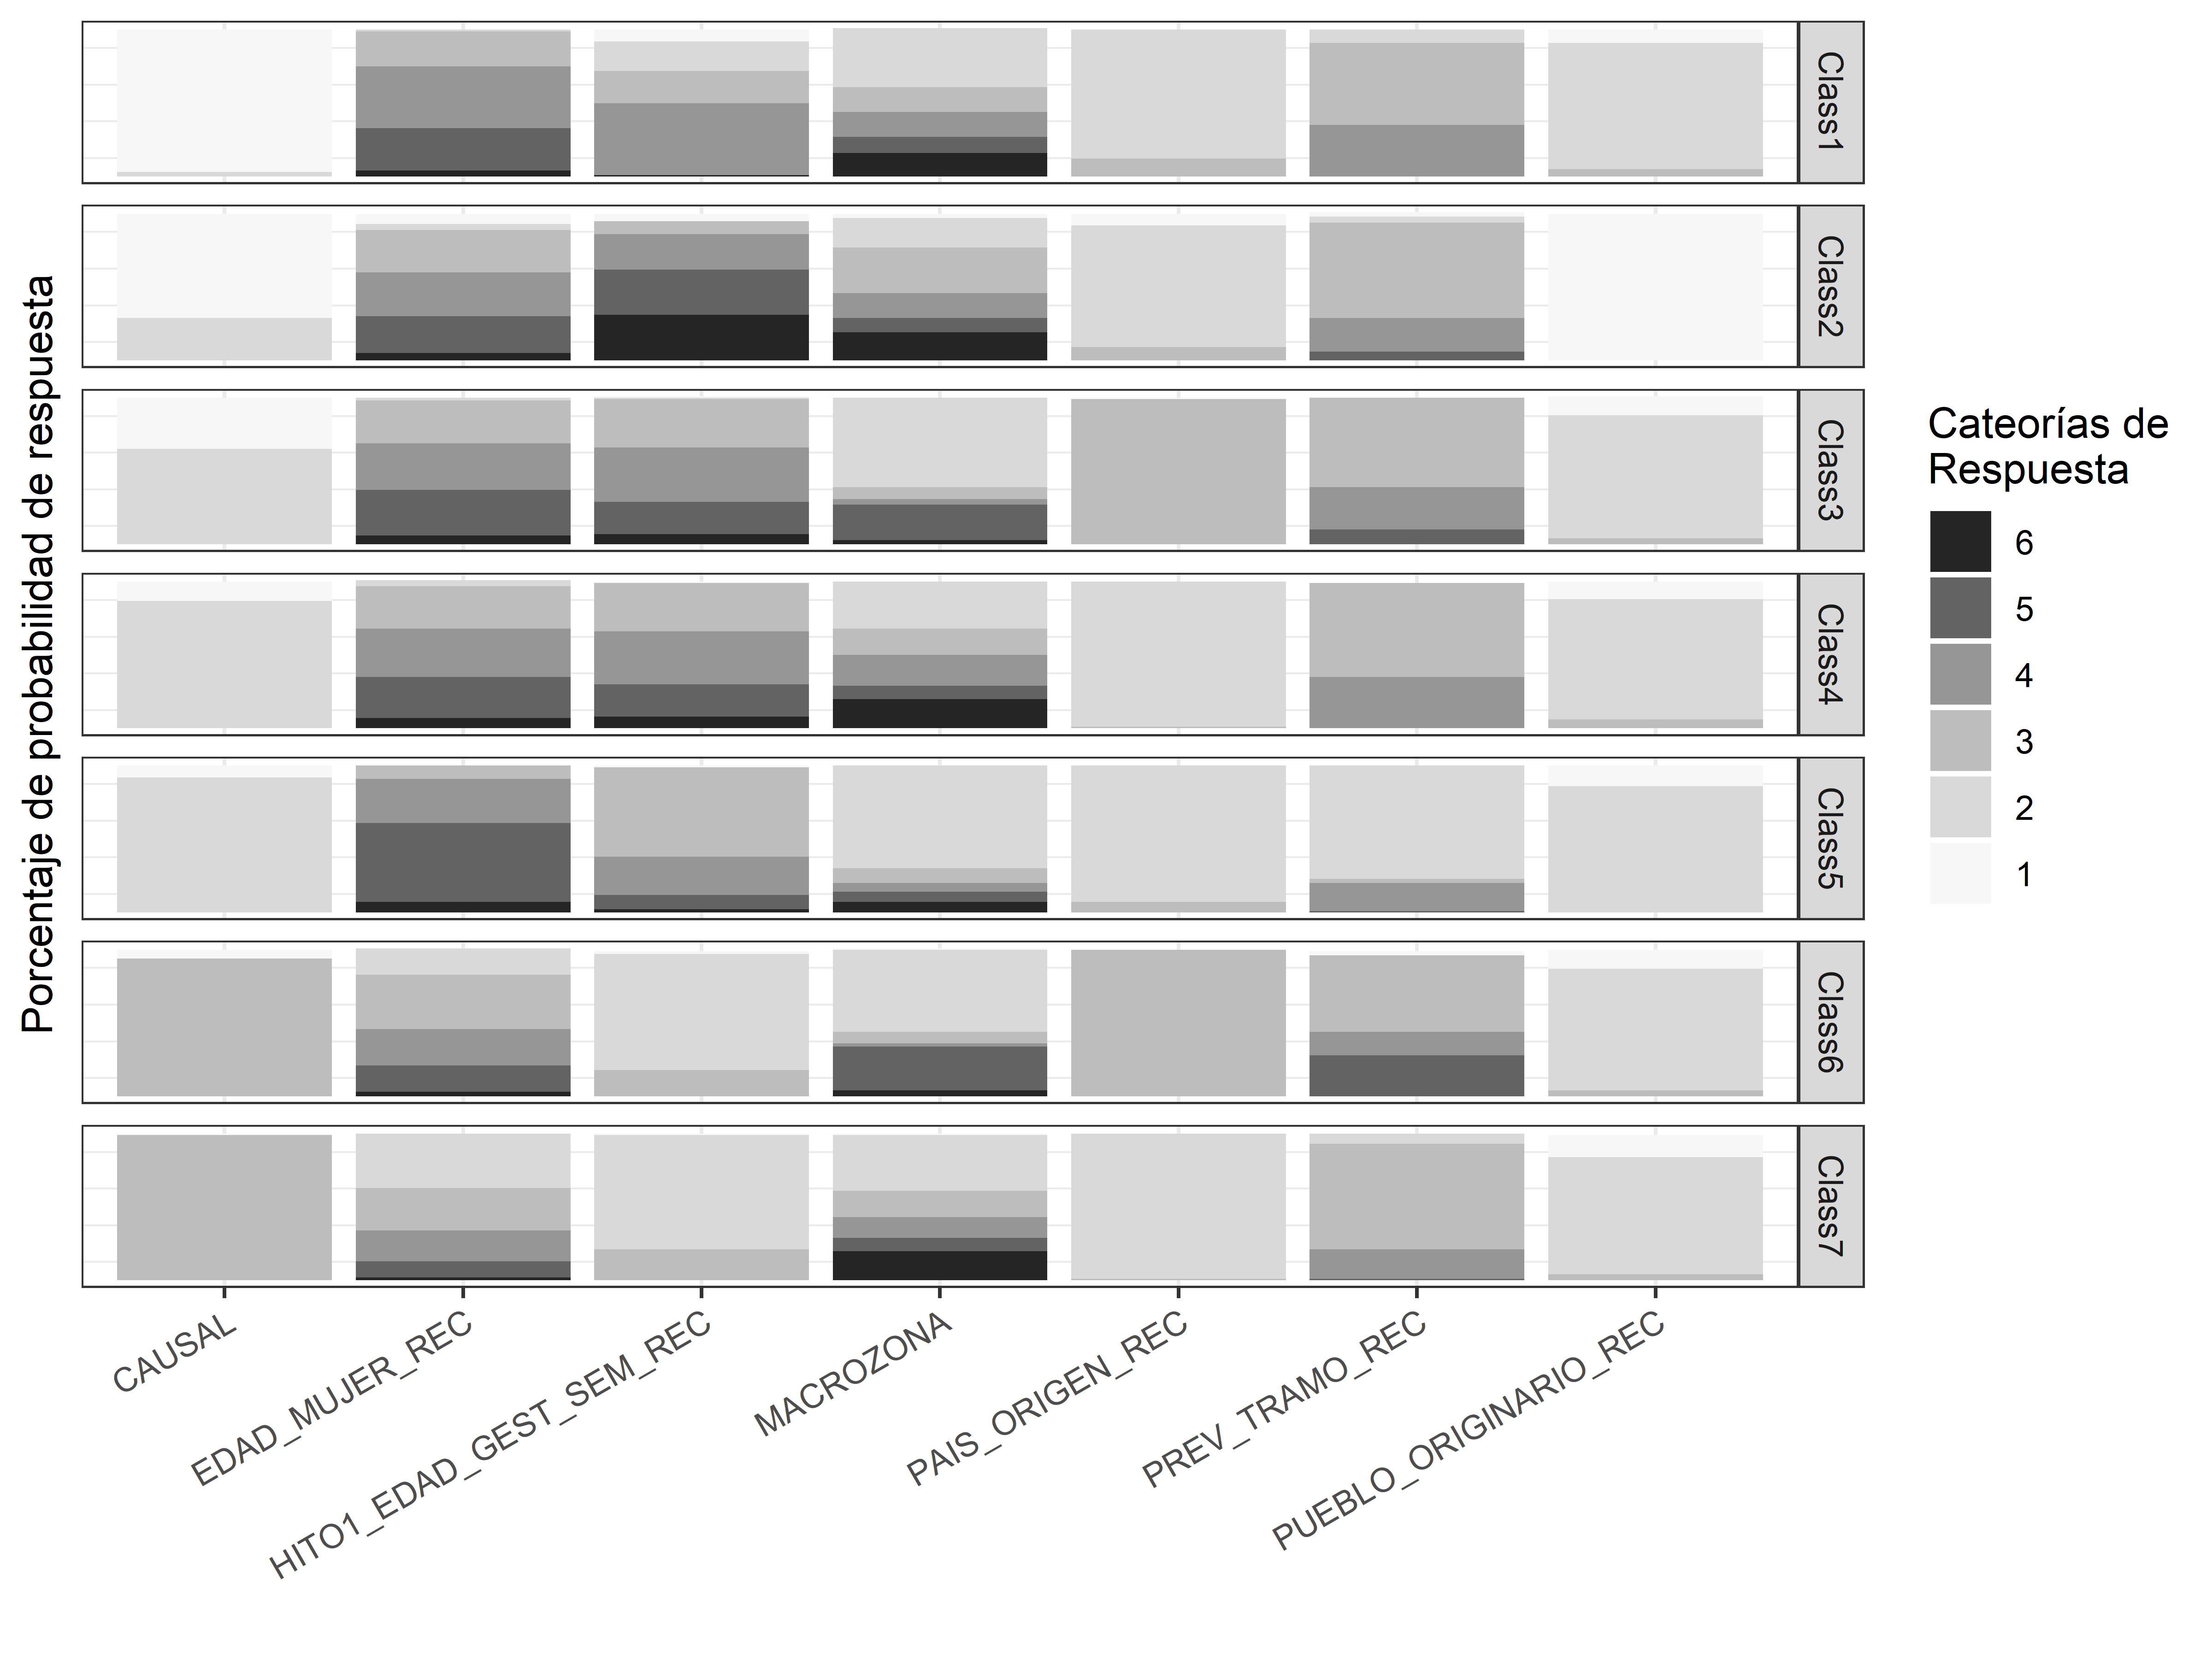 Porcentaje de probabilidad de respuesta
Class1
Class2
Class3
Class4
Class5
Class6
Class7
CAUSAL
EDAD_MUJER_REC
HITO1_EDAD_GEST_SEM_REC
MACROZONA
PAIS_ORIGEN_REC
PREV_TRAMO_REC
PUEBLO_ORIGINARIO_REC
Cateorías de
Respuesta
6
5
4
3
2
1